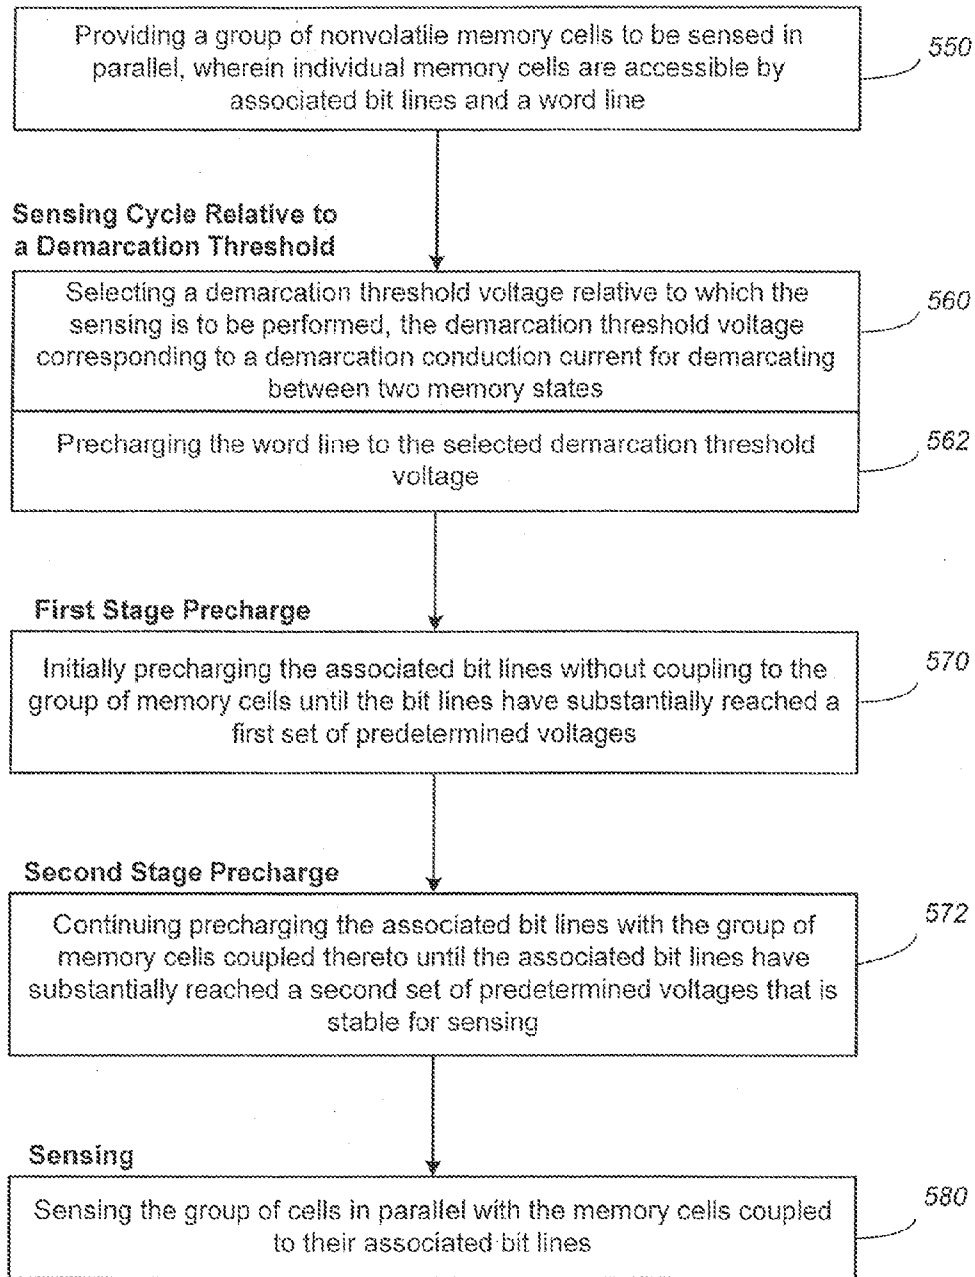 Providing a group of nonvolatile memory cells to be sensed in
parallel, wherein individual memory cells are accessible by
associated bit lines and a word line
550
Sensing Cycle Relative to
a Demarcation Threshold
Selecting a demarcation threshold voltage relative to which the
sensing is to be performed, the demarcation threshold voltage
corresponding to a demarcation conduction current for demarcating
between two memory states
560
Precharging the word line to the selected demarcation threshold
voltage
562
First Stage Precharge
Initially precharging the associated bit lines without coupling to the
group of memory cells until the bit lines have substantially reached a
first set of predetermined voltages
570
Second Stage Precharge
Continuing precharging the associated bit lines with the group of
memory cells coupled thereto until the associated bit lines have
substantially reached a second set of predetermined voltages that is
stable for sensing
572
Sensing
Sensing the group of cells in parallel with the memory cells coupled
to their associated bit lines
580